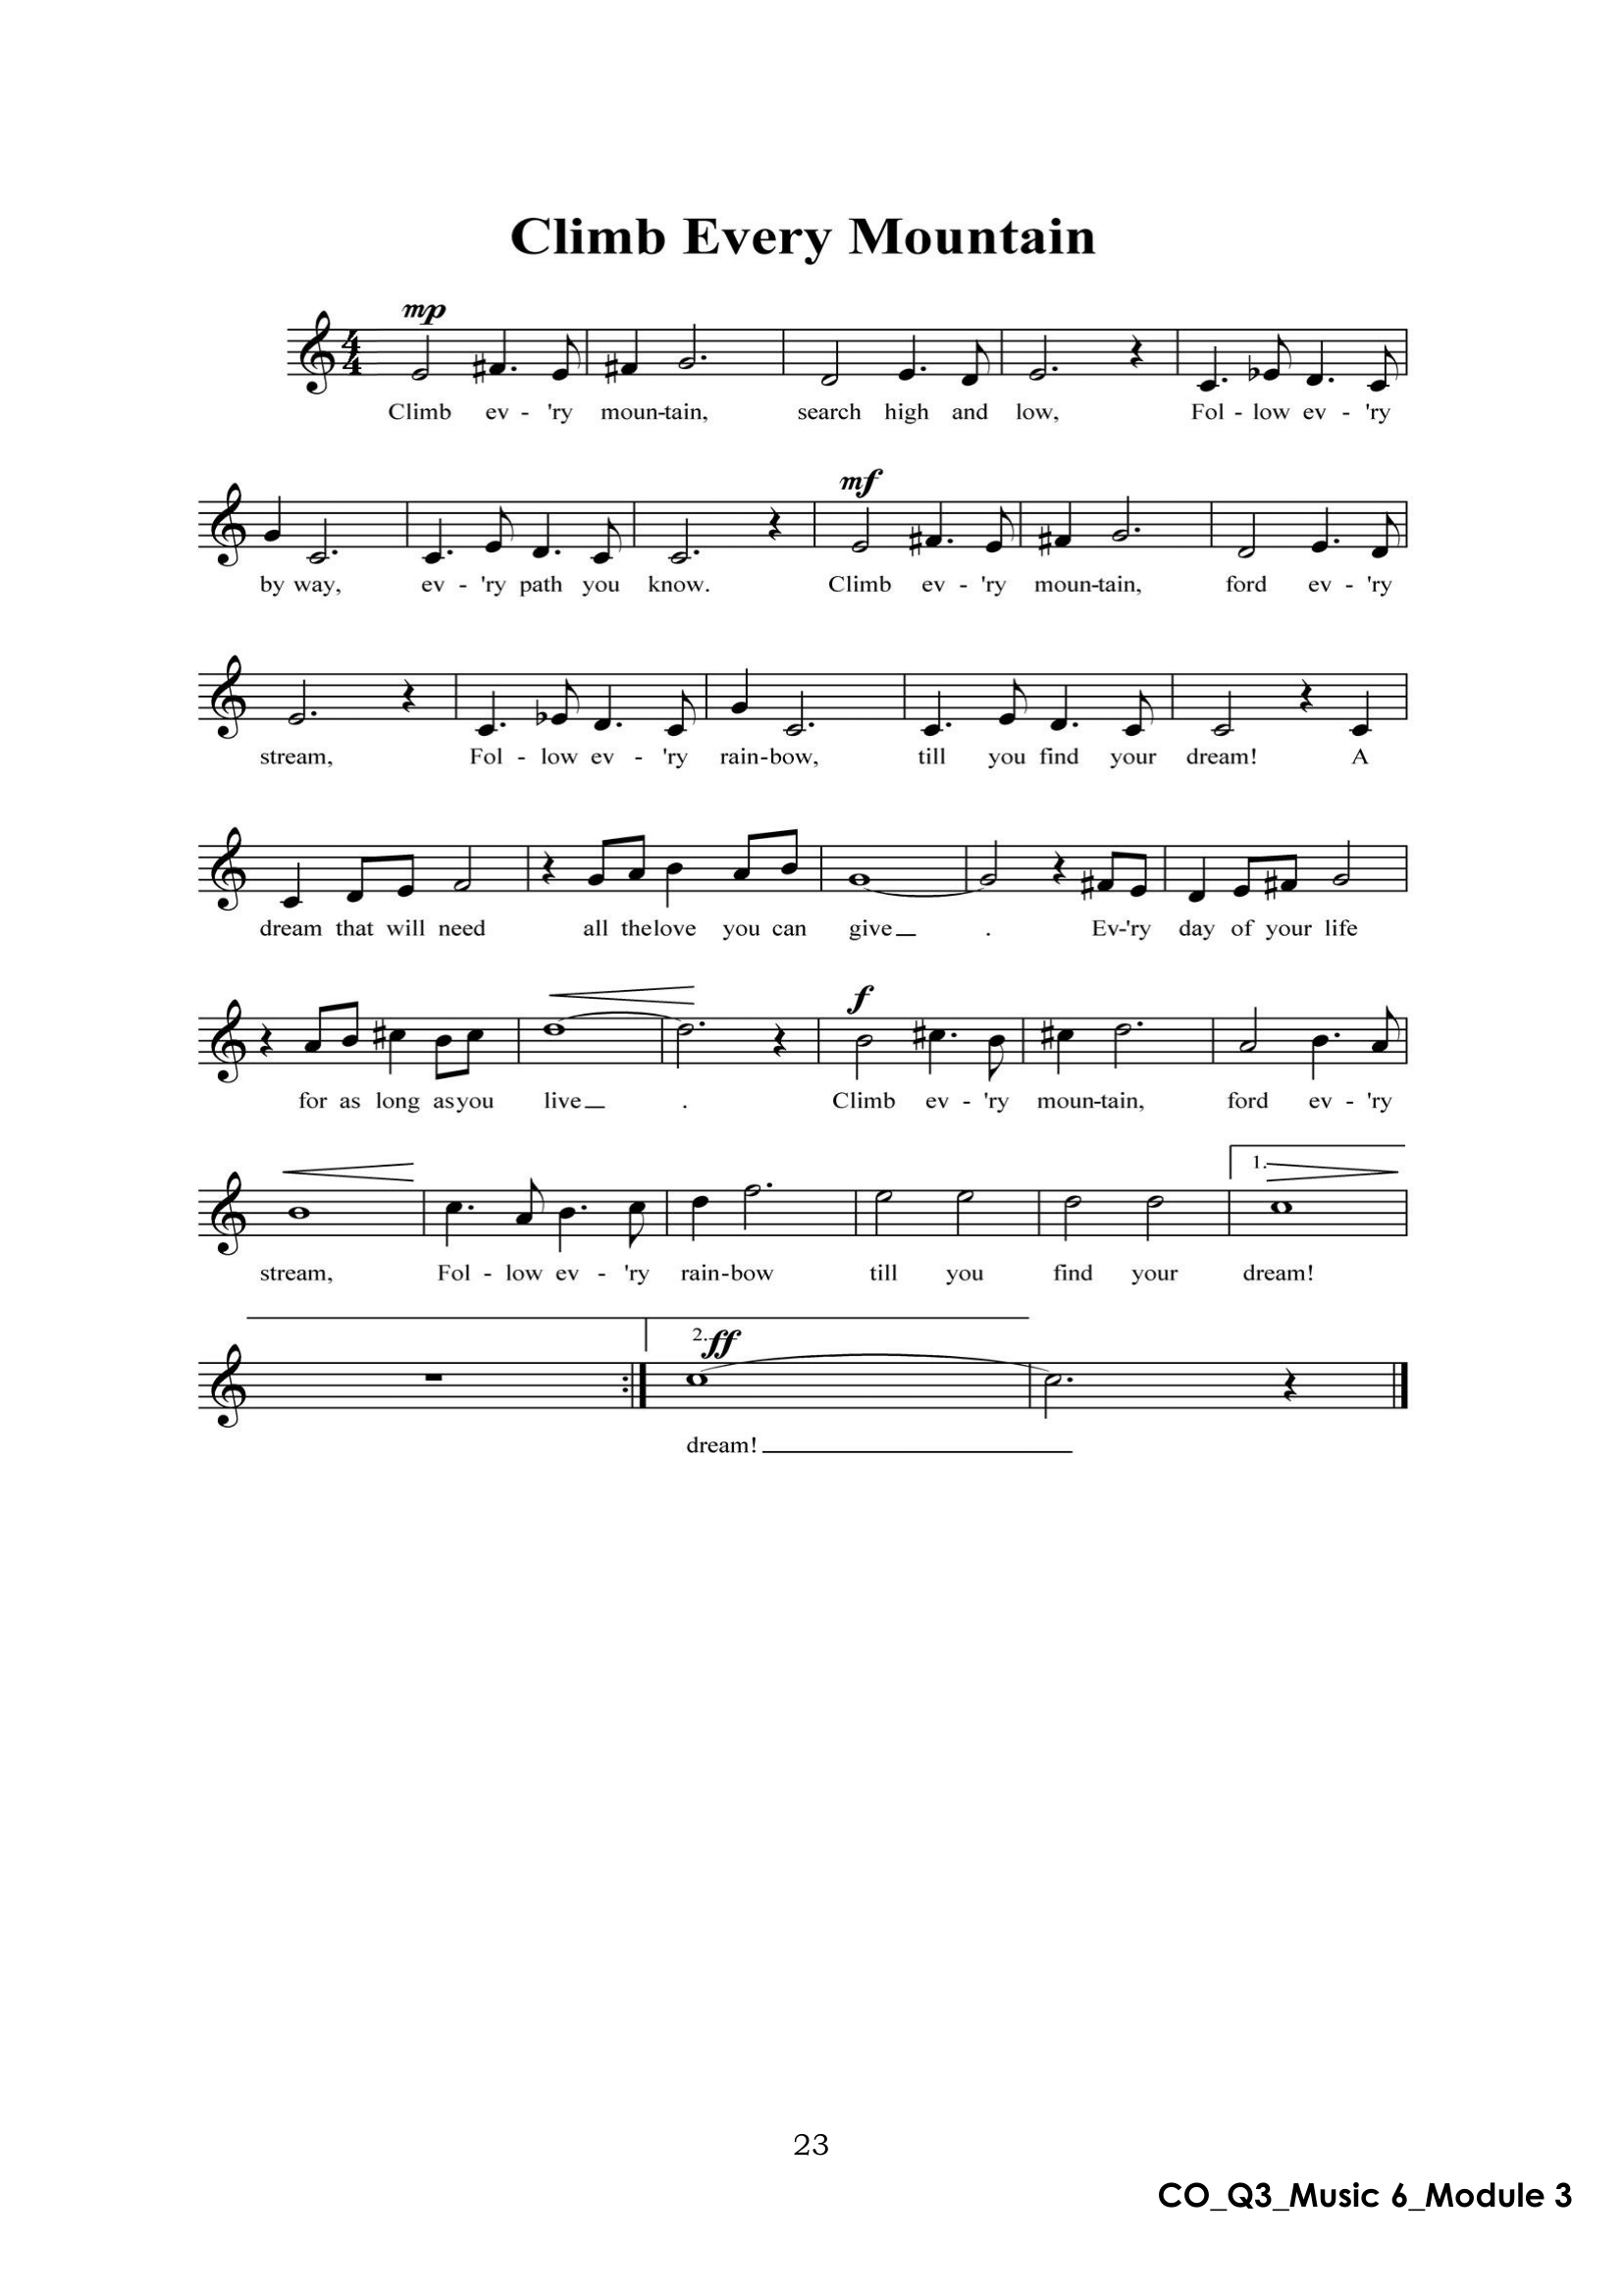 Climb Every Mountain
mp
Climb ev - 'ry moun-tain, search high and low, Fol - low ev - 'ry
mf
by way, ev - 'ry path you know. Climb ev - 'ry moun-tain, ford ev - 'ry
stream, Fol - low ev - 'ry rain-bow, till you find your dream! A
dream that will need all thelove you can give . Ev-'ry day of your life
f
for as long asyou live . Climb ev - 'ry moun-tain, ford ev - 'ry
1.
stream, Fol - low ev - 'ry rain-bow till you find your dream!
2. ff
dream!
23
CO_Q3_Music 6_Module 3